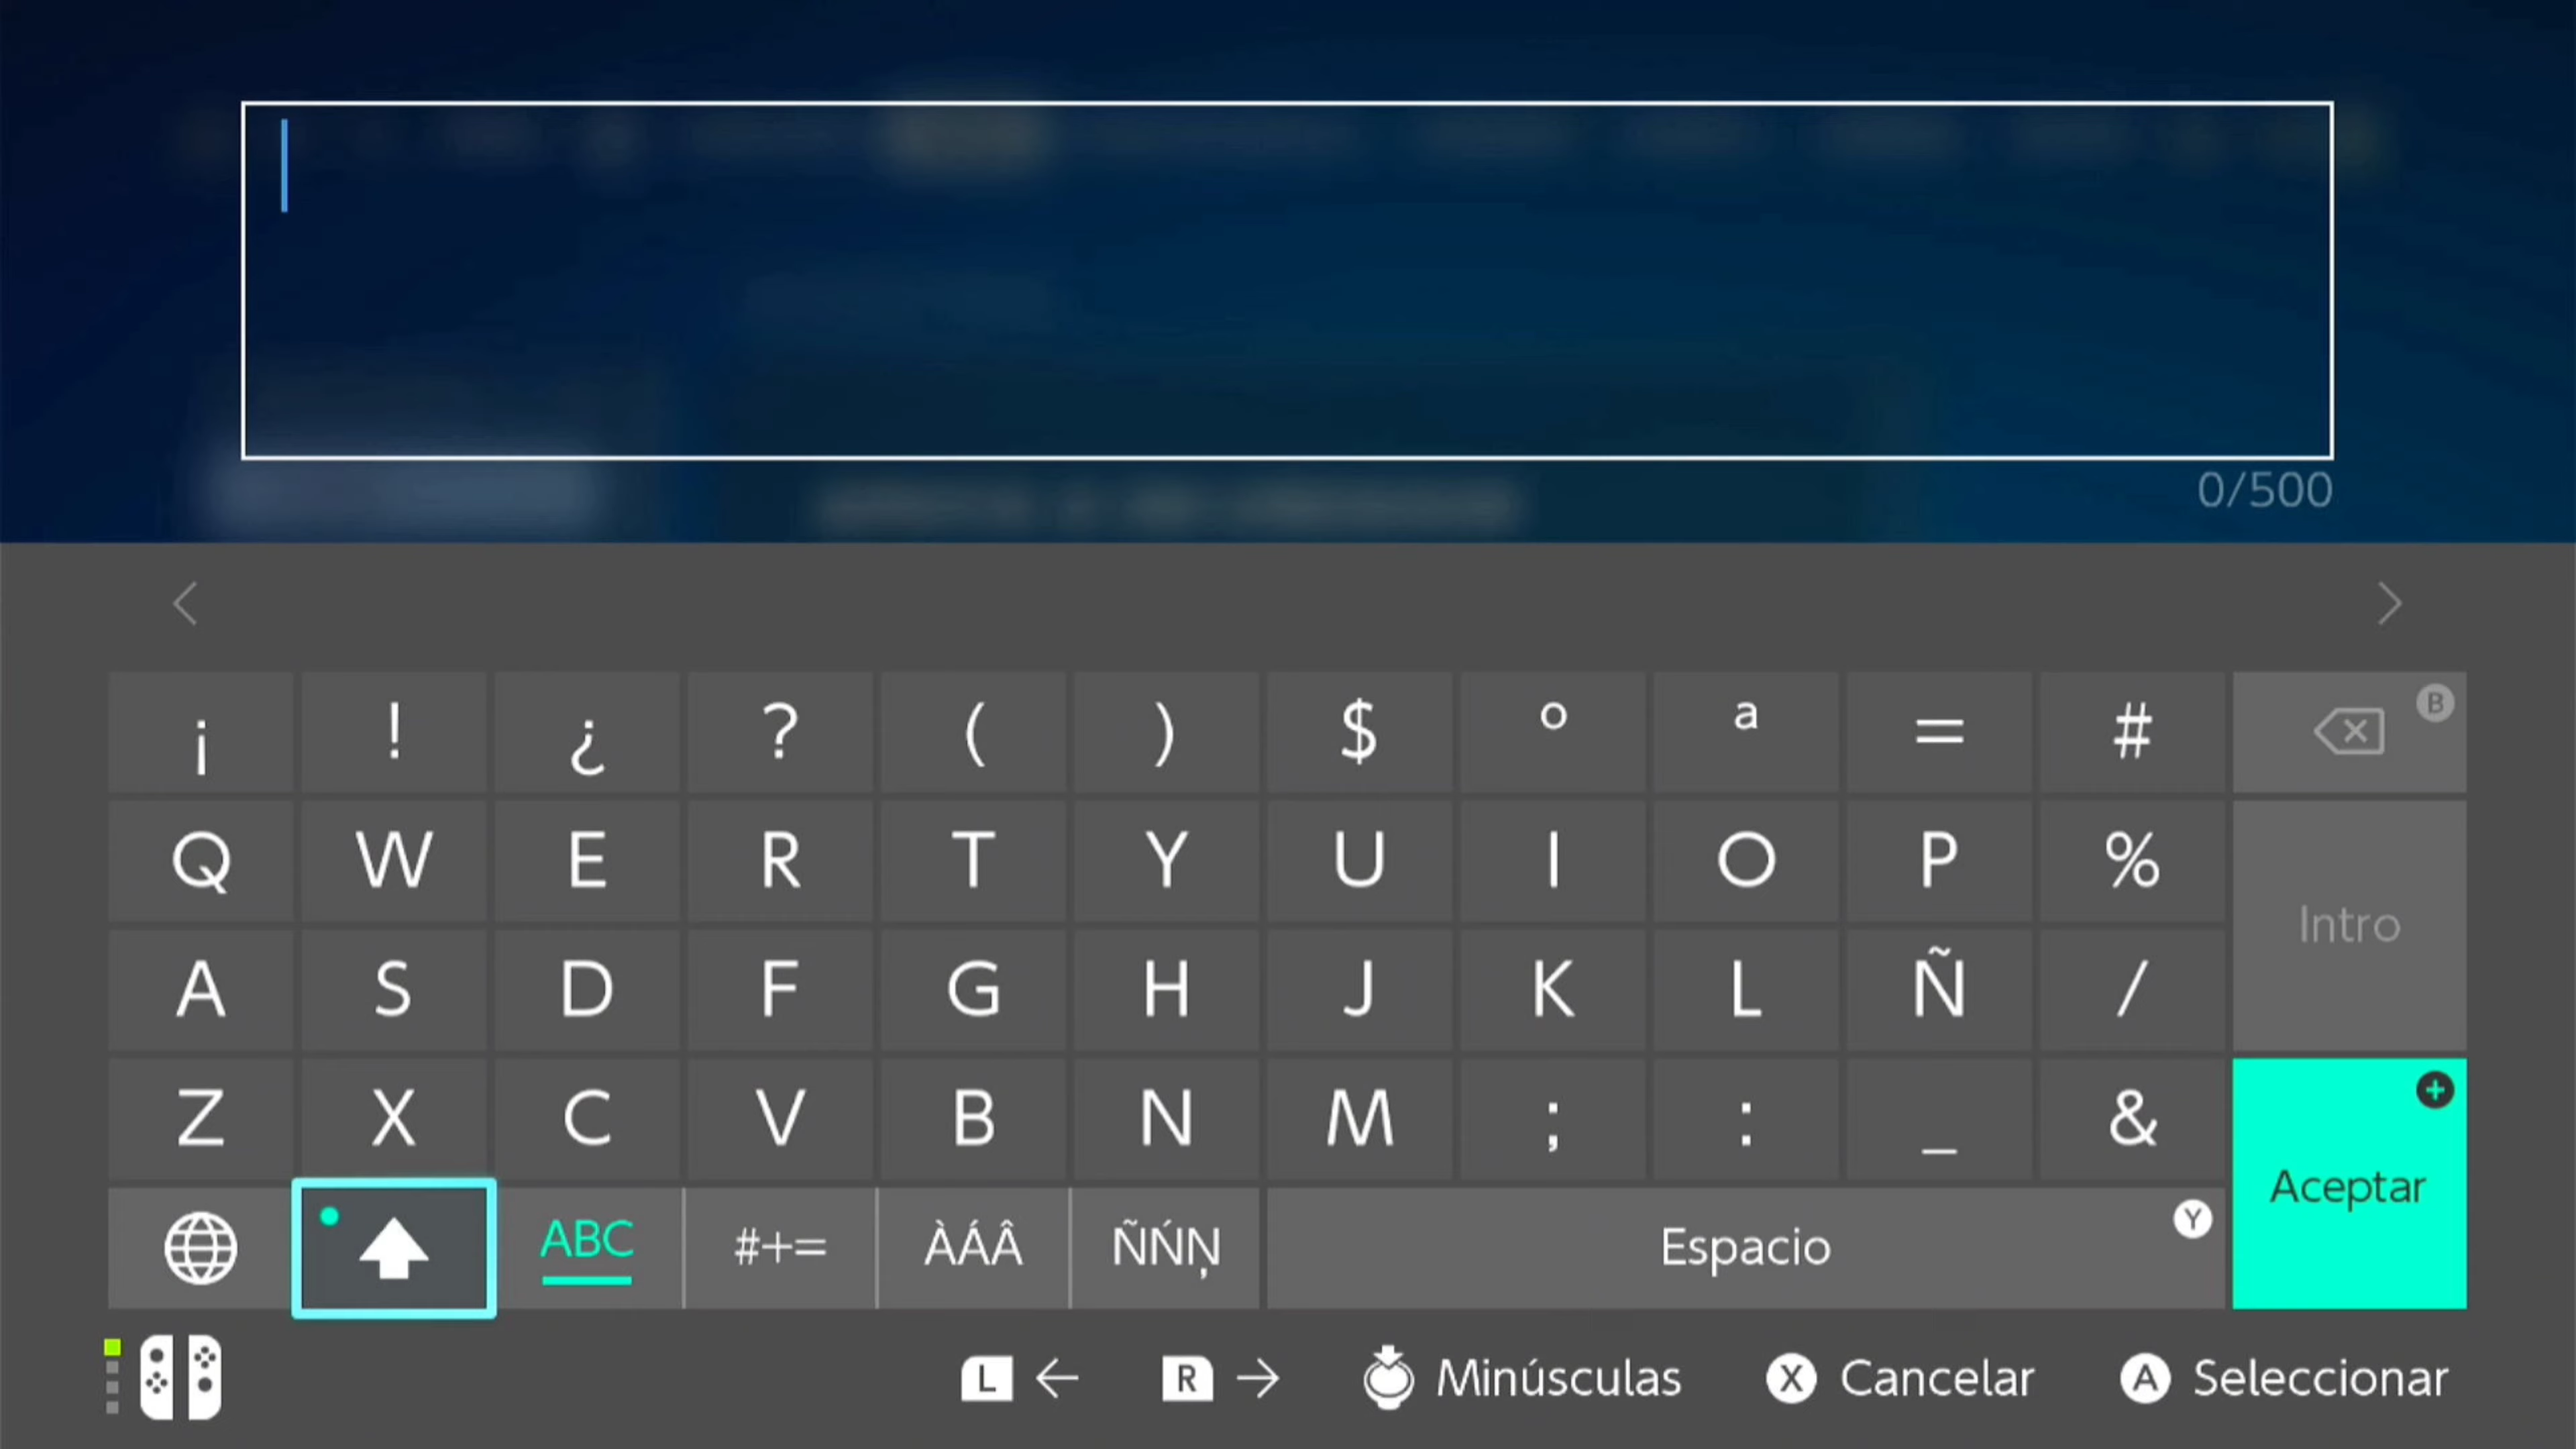 0/500
¡ ! ¿ ? ( ) $ º ª = # B
Q W E R T Y U I O P %
Intro
A S D F G H J K L Ñ /
Z X C V B N M ; : _ & +
Aceptar
ABC #+= ÀÁÂ ÑŃŅ Espacio Y
L ← R → Minúsculas X Cancelar A Seleccionar